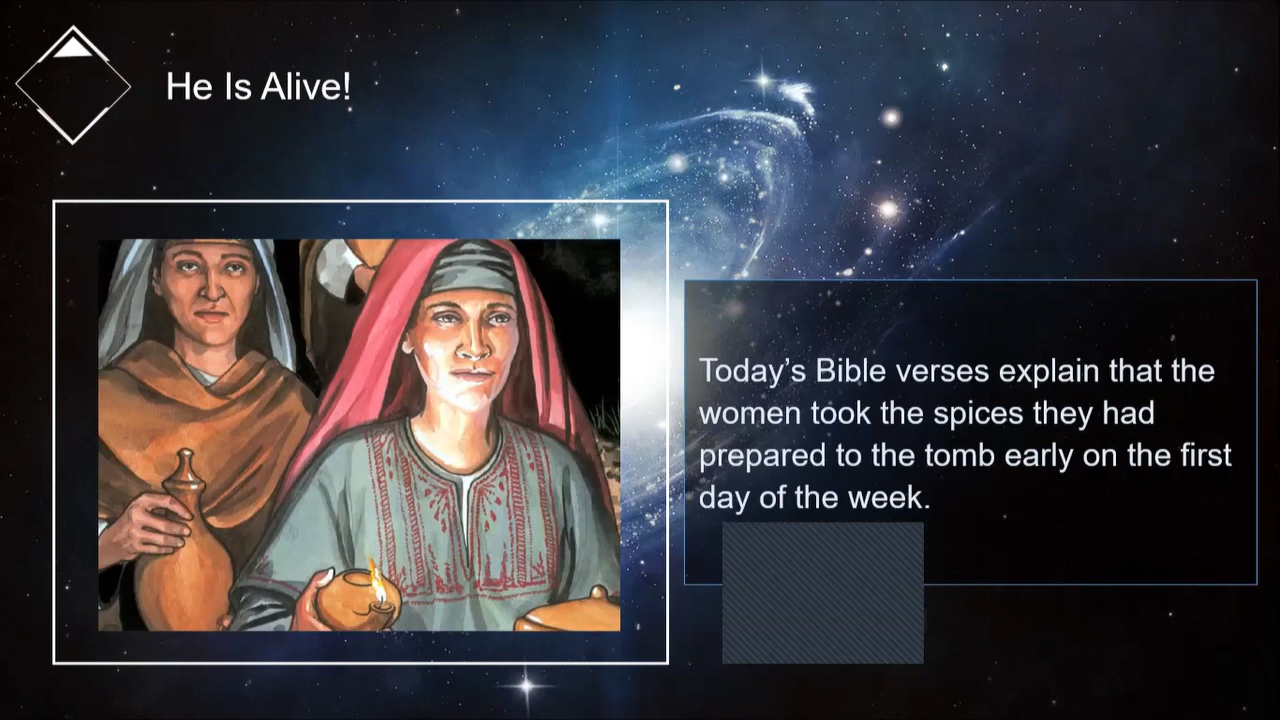 He Is Alive!
Today’s Bible verses explain that the
women took the spices they had
prepared to the tomb early on the first
day of the week.